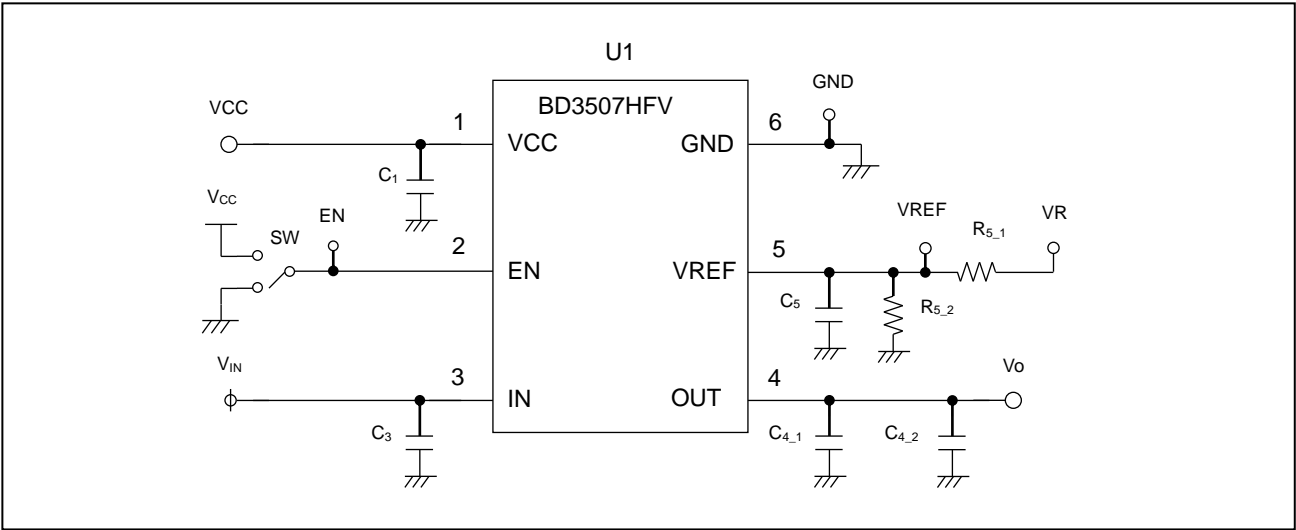 U1
BD3507HFV
VCC
1
VCC
C1
GND
6
GND
VCC
SW
EN
2
EN
VREF
R5_1
VR
5
VREF
C5
R5_2
VIN
3
IN
C3
Vo
4
OUT
C4_1
C4_2